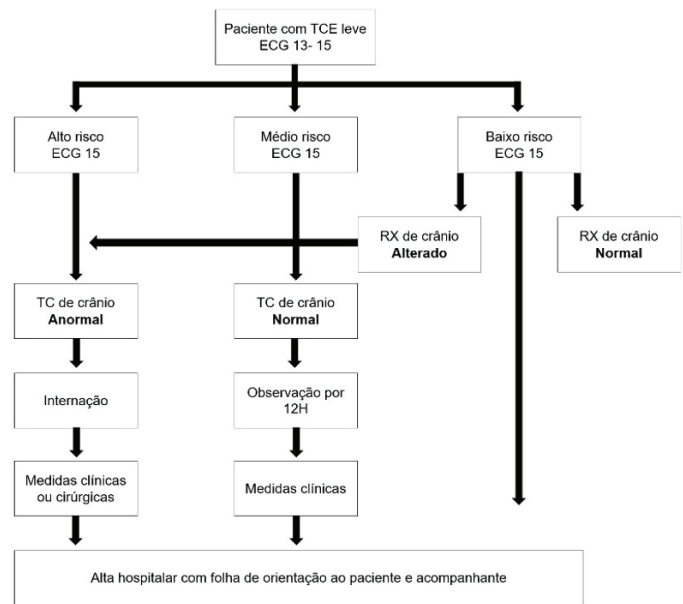 Paciente com TCE leve
ECG 13- 15
Alto risco
ECG 15
Médio risco
ECG 15
Baixo risco
ECG 15
RX de crânio
Alterado
RX de crânio
Normal
TC de crânio
Anormal
TC de crânio
Normal
Internação
Observação por
12H
Medidas clínicas
ou cirúrgicas
Medidas clínicas
Alta hospitalar com folha de orientação ao paciente e acompanhante